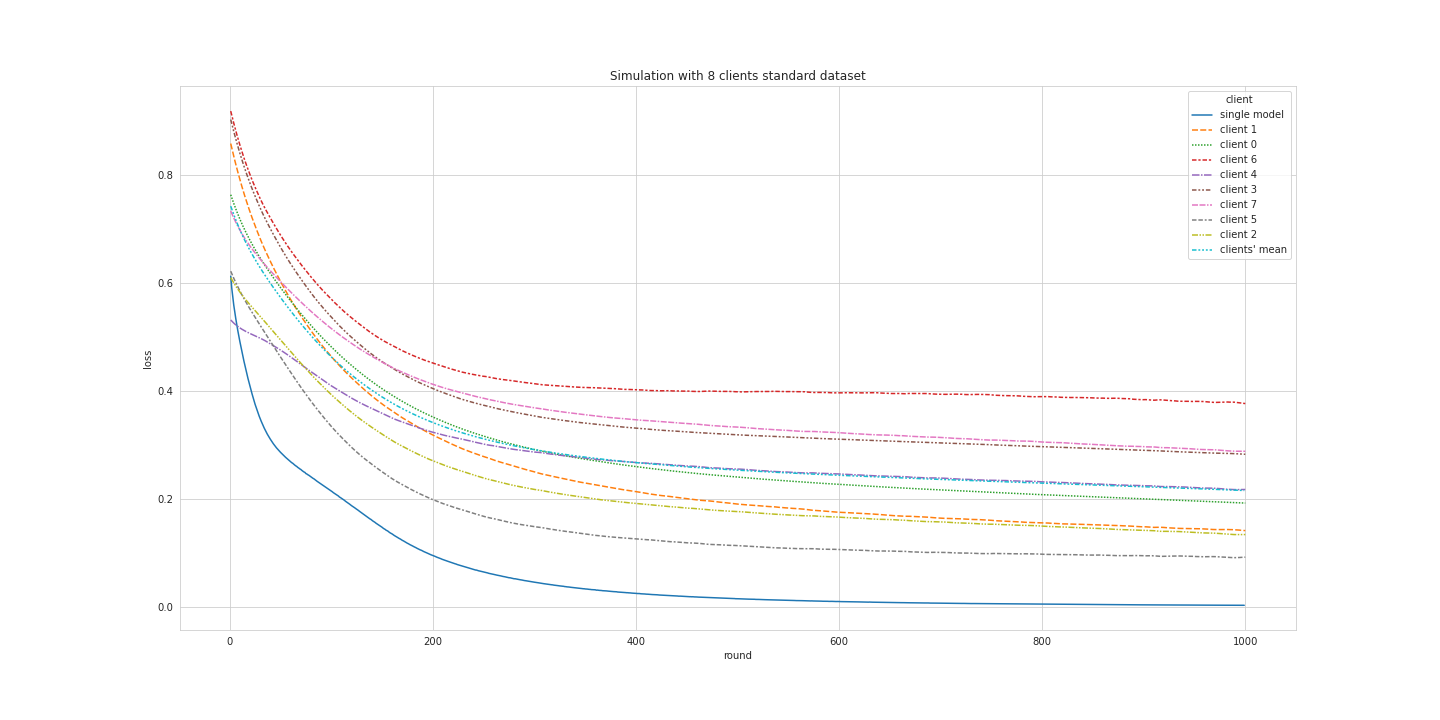 Simulation with 8 clients standard dataset
client
single model
client 1
client 0
client 6
client 4
client 3
client 7
client 5
client 2
clients' mean
loss
0.8
0.6
0.4
0.2
0.0
0 200 400 600 800 1000
round